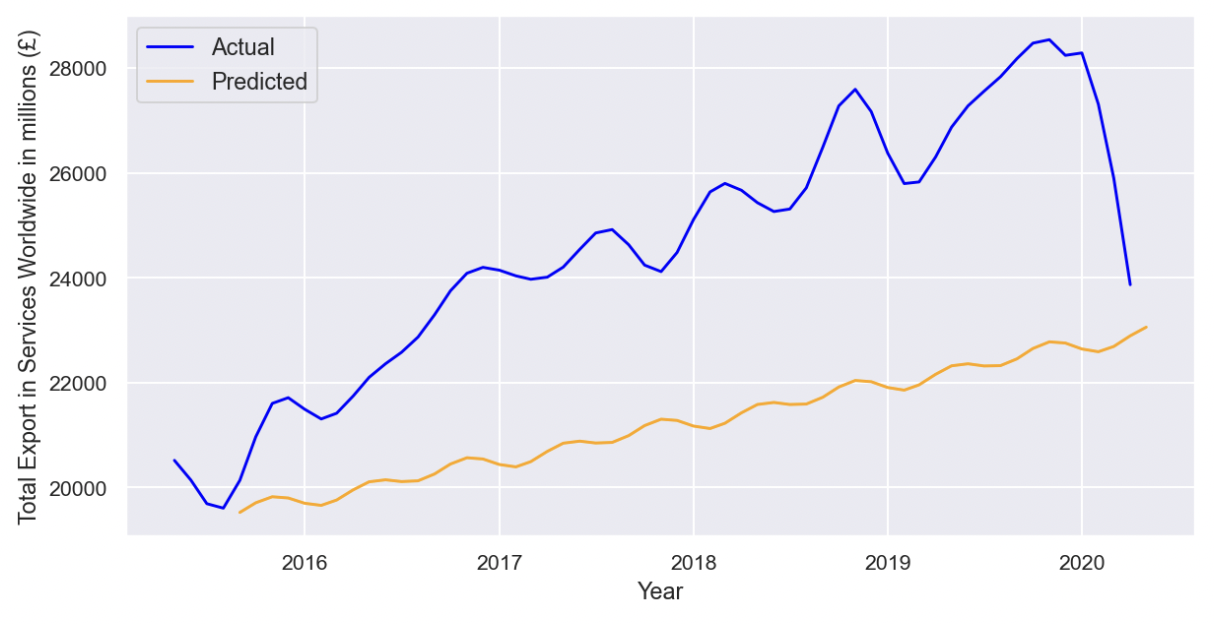 Total Export in Services Worldwide in millions (£)
Actual
Predicted
28000
26000
24000
22000
20000
2016 2017 2018 2019 2020
Year